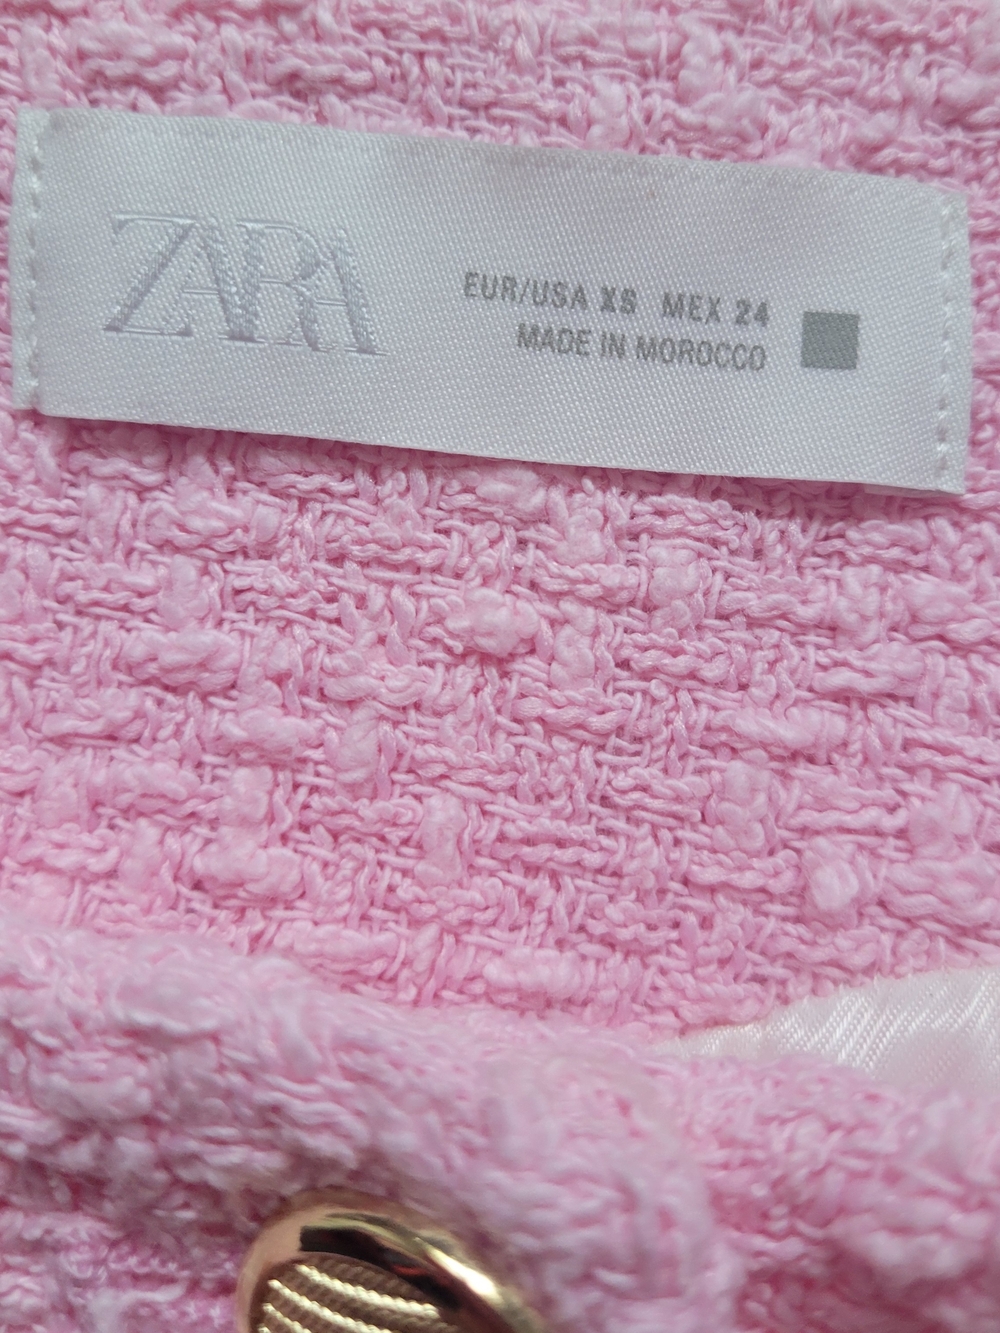 ZARA
EUR/USA XS MEX 24
MADE IN MOROCCO